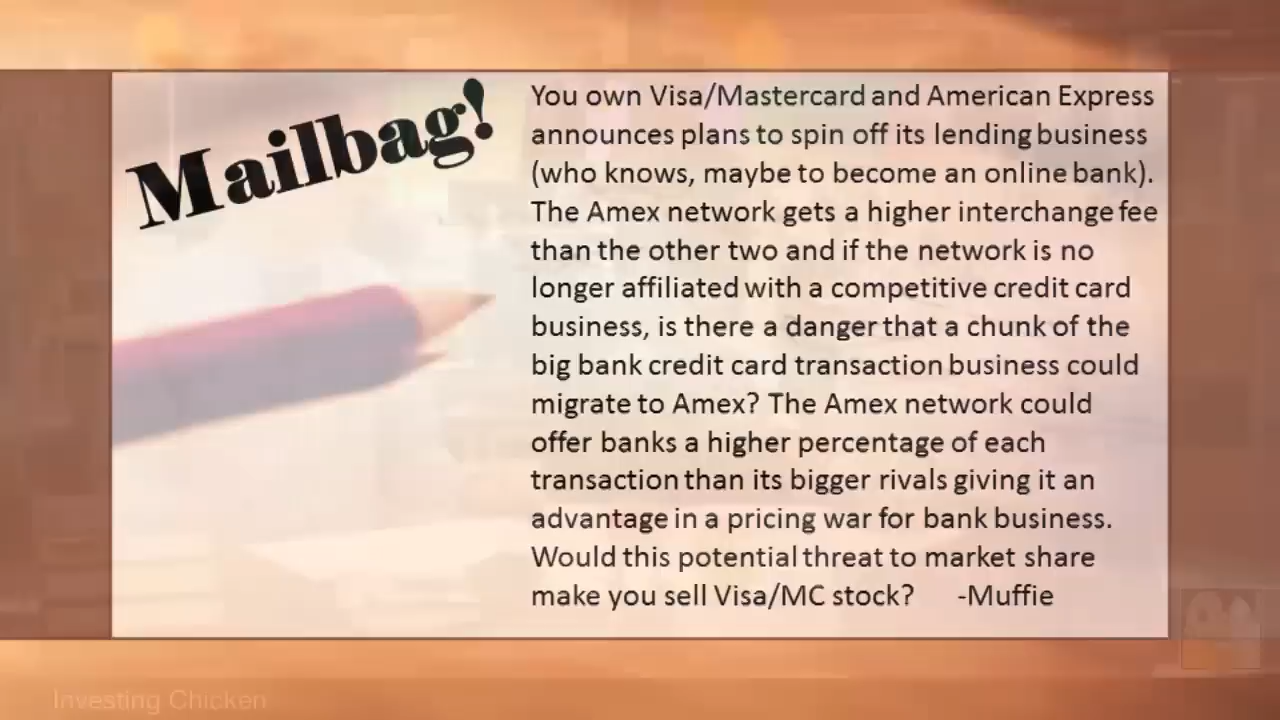 Mailbag!
You own Visa/Mastercard and American Express
announces plans to spin off its lending business
(who knows, maybe to become an online bank).
The Amex network gets a higher interchange fee
than the other two and if the network is no
longer affiliated with a competitive credit card
business, is there a danger that a chunk of the
big bank credit card transaction business could
migrate to Amex? The Amex network could
offer banks a higher percentage of each
transaction than its bigger rivals giving it an
advantage in a pricing war for bank business.
Would this potential threat to market share
make you sell Visa/MC stock? -Muffie
Investing Chicken